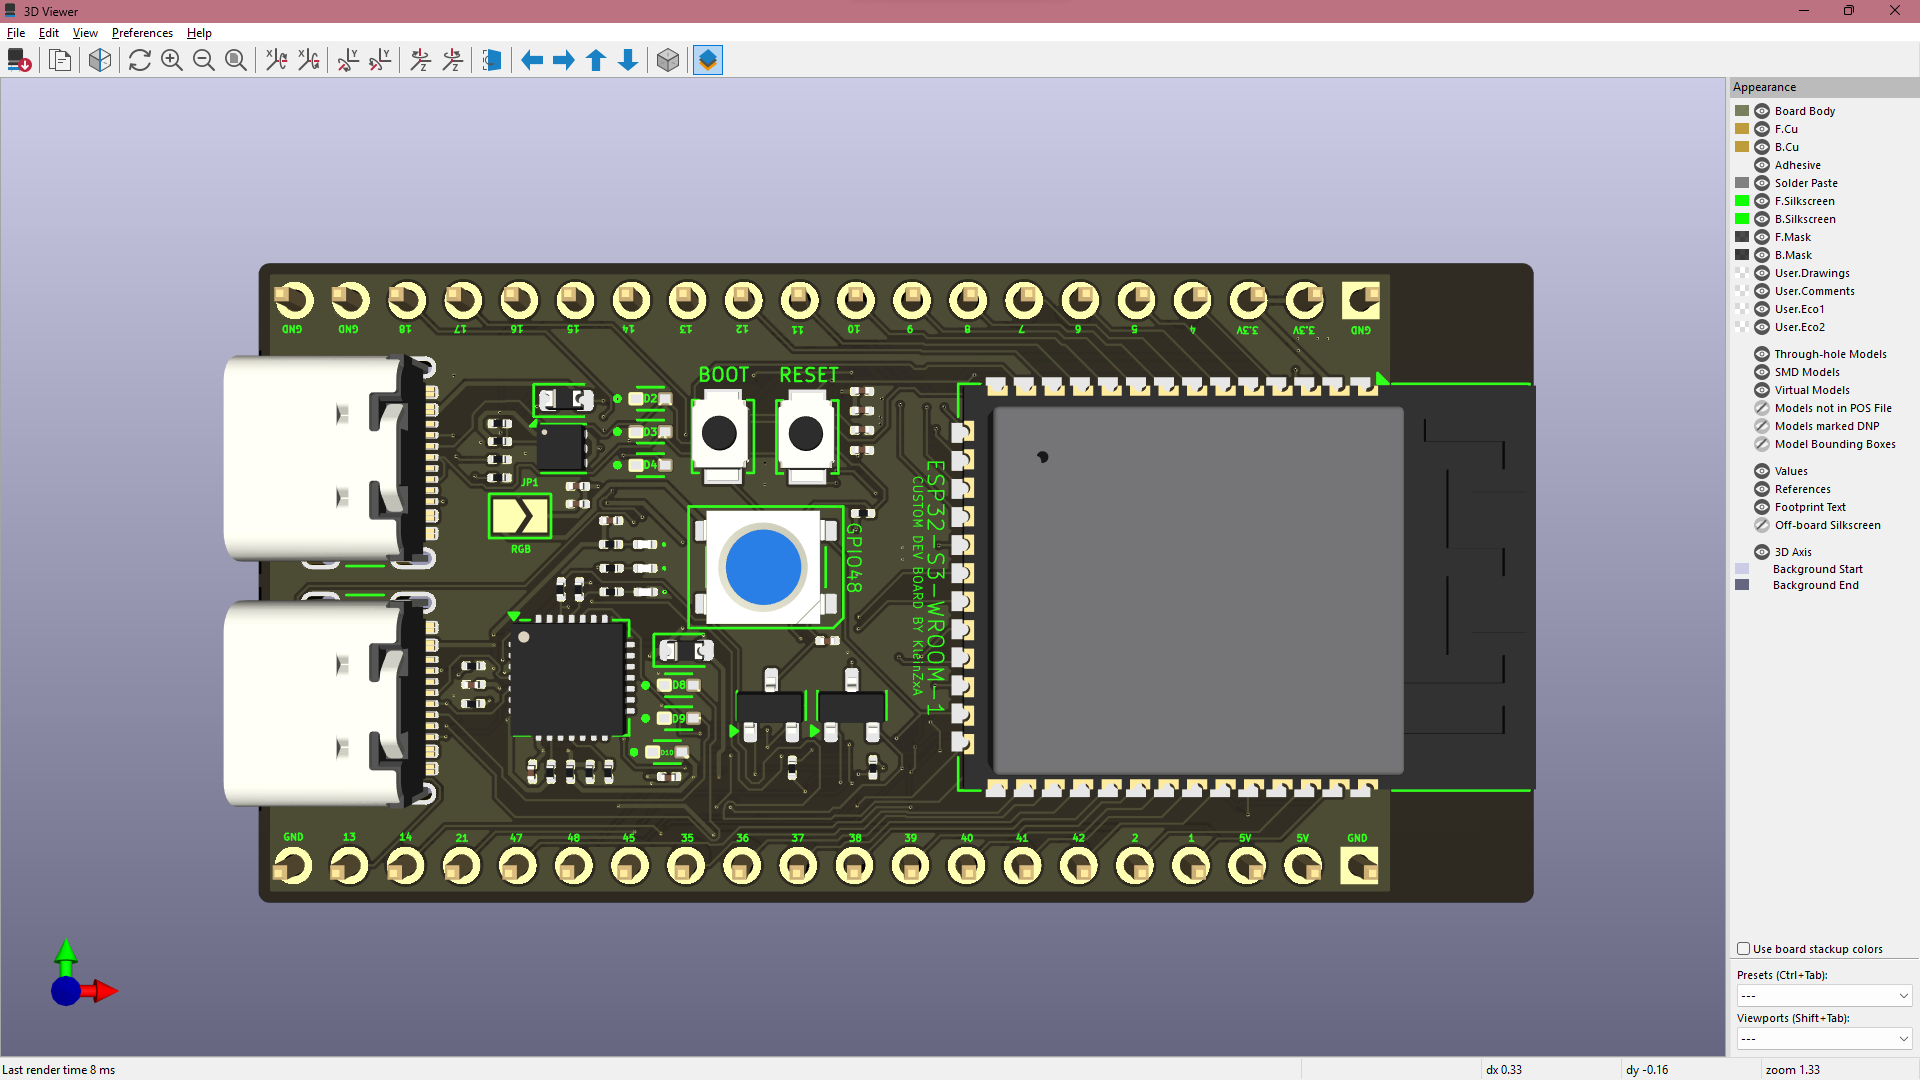 3D Viewer
File Edit View Preferences Help
Appearance
Board Body
F.Cu
B.Cu
Adhesive
Solder Paste
F.Silkscreen
B.Silkscreen
F.Mask
B.Mask
User.Drawings
User.Comments
User.Eco1
User.Eco2
Through-hole Models
SMD Models
Virtual Models
Models not in POS File
Models marked DNP
Model Bounding Boxes
Values
References
Footprint Text
Off-board Silkscreen
3D Axis
Background Start
Background End
Use board stackup colors
Presets (Ctrl+Tab):
---
Viewports (Shift+Tab):
---
GND GND 18 17 16 15 14 13 12 11 10 9 8 7 6 5 4 3.3V 3.3V GND
BOOT RESET
D2
D3
D4
JP1
RGB
GPIO48
ESP32-S3-WROOM-1
CUSTOM DEV BOARD BY KleinZxA
D8
D9
D10
GND 13 14 21 47 48 45 35 36 37 38 39 40 41 42 2 1 5V 5V GND
Last render time 8 ms
dx 0.33
dy -0.16
zoom 1.33